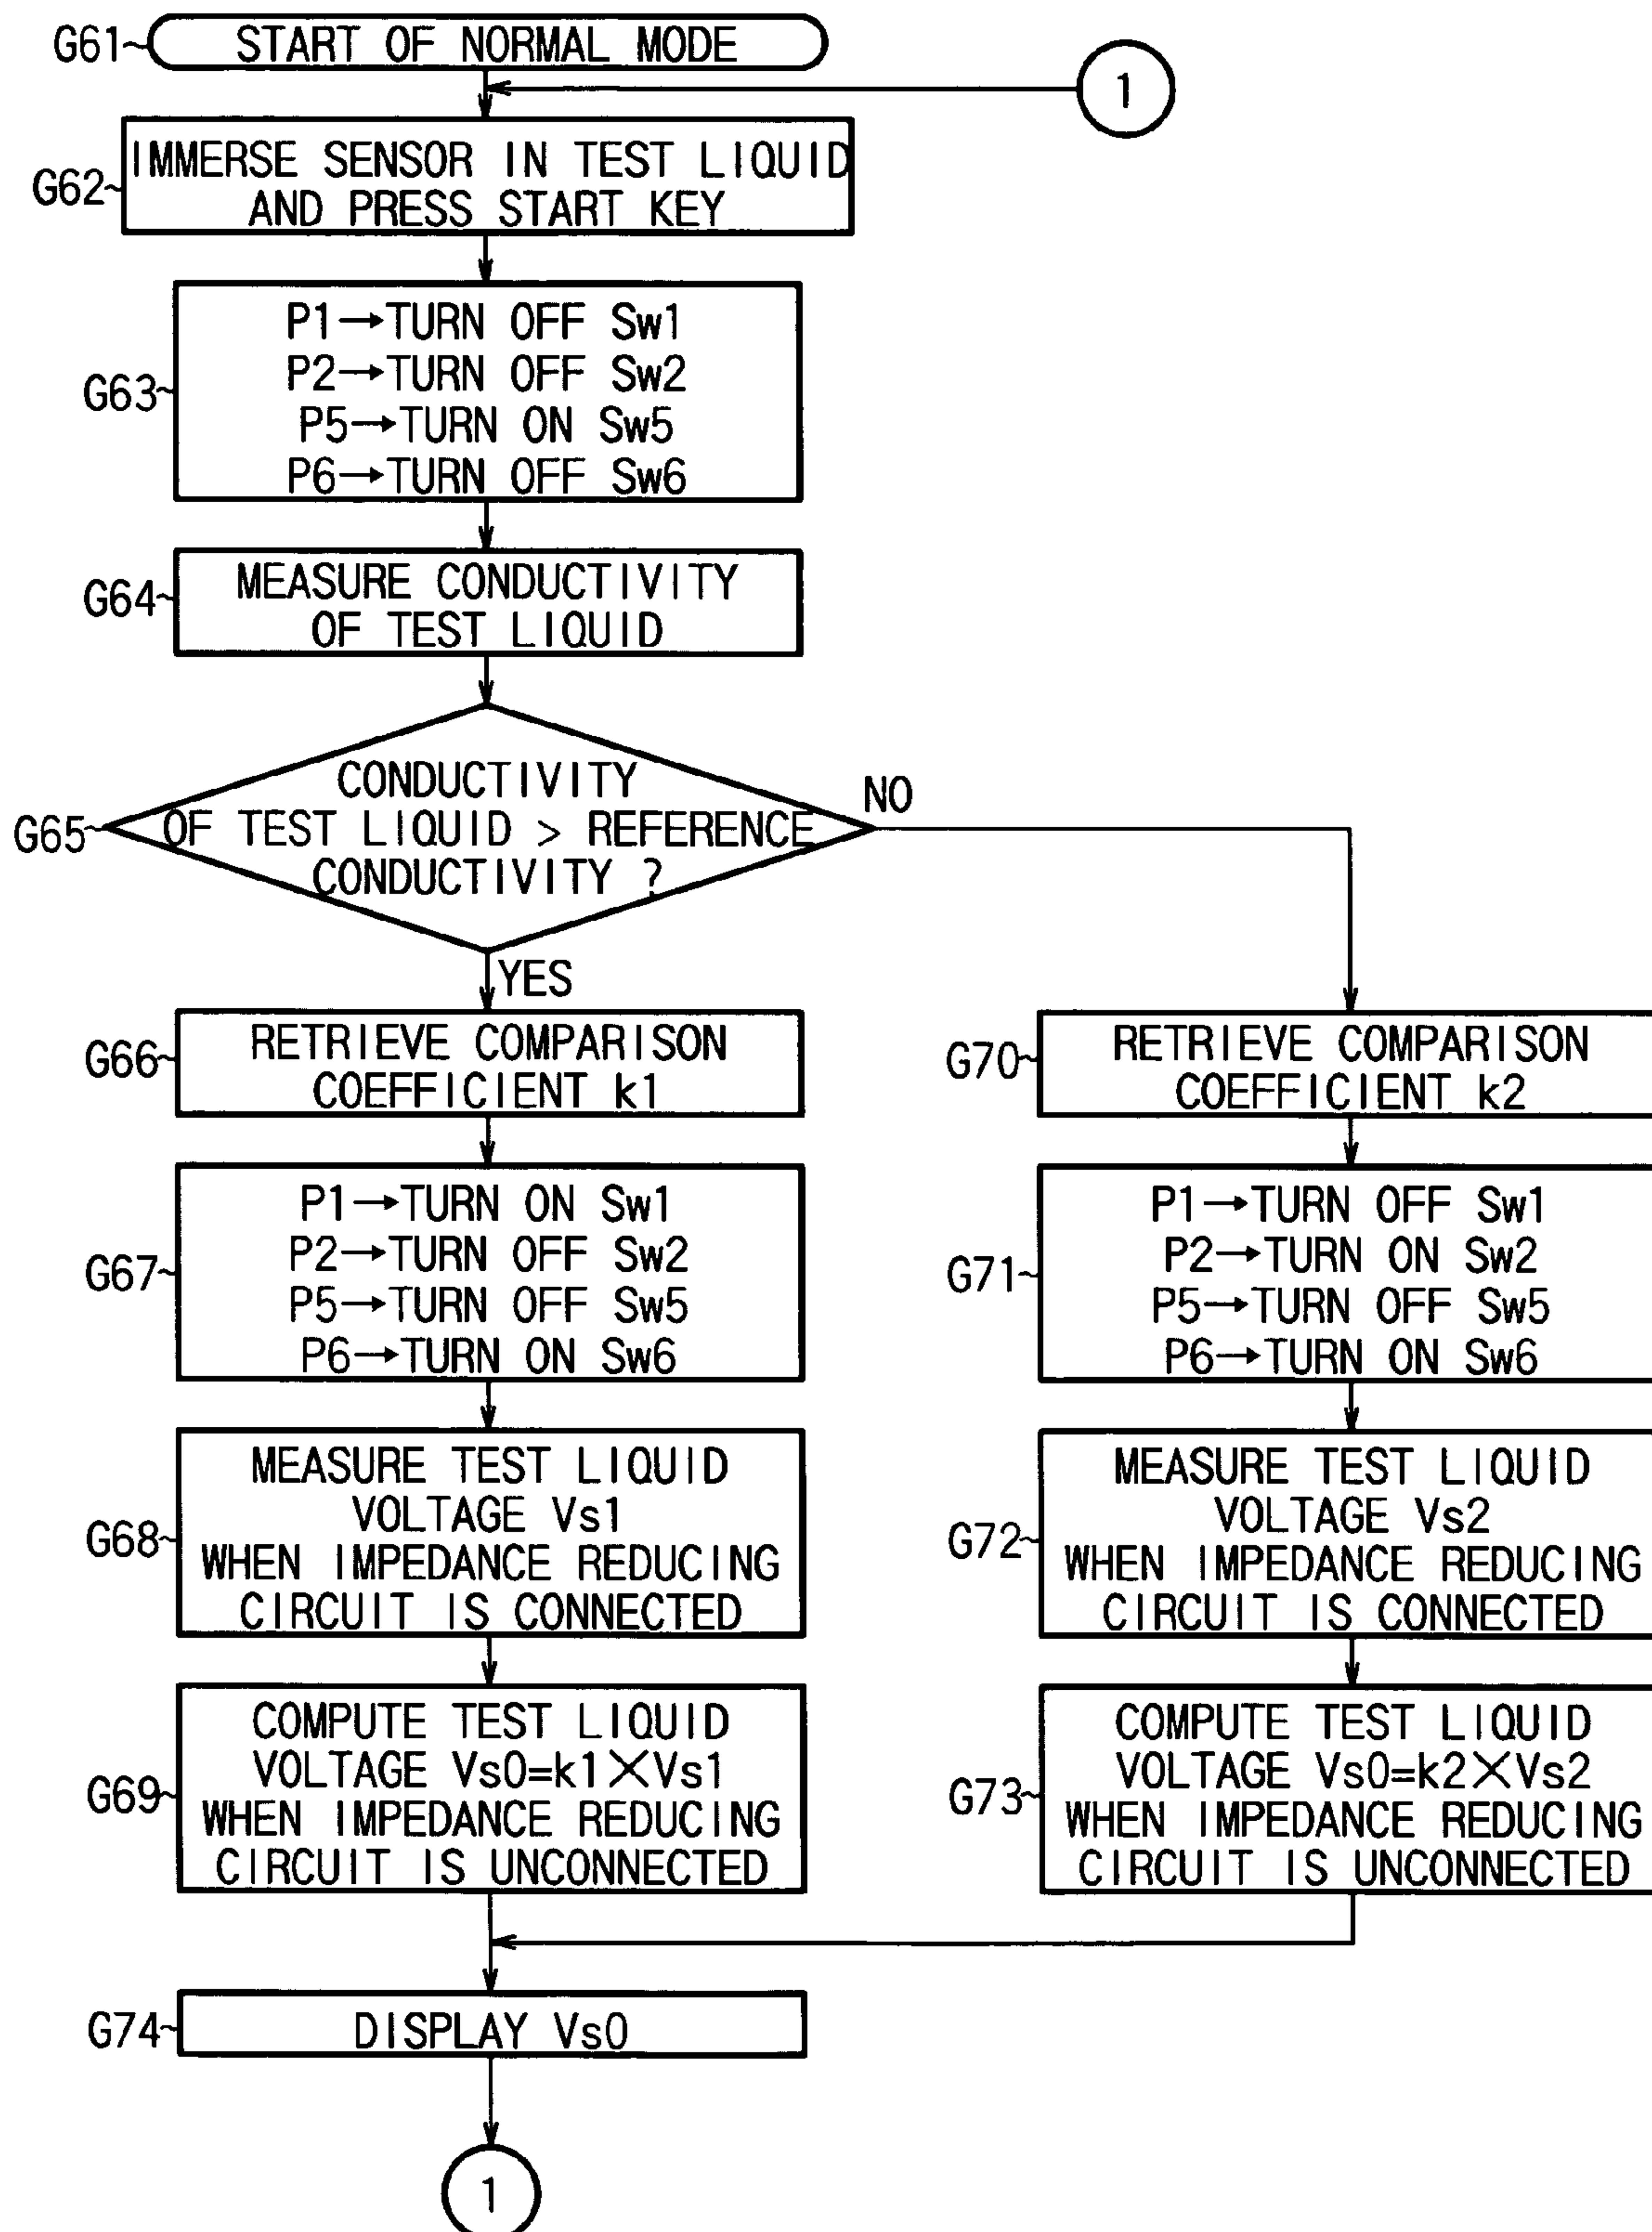 G61
START OF NORMAL MODE
1
G62
IMMERSE SENSOR IN TEST LIQUID
AND PRESS START KEY
G63
P1→TURN OFF Sw1
P2→TURN OFF Sw2
P5→TURN ON Sw5
P6→TURN OFF Sw6
G64
MEASURE CONDUCTIVITY
OF TEST LIQUID
G65
CONDUCTIVITY
OF TEST LIQUID > REFERENCE
CONDUCTIVITY ?
NO
YES
G66
RETRIEVE COMPARISON
COEFFICIENT k1
G67
P1→TURN ON Sw1
P2→TURN OFF Sw2
P5→TURN OFF Sw5
P6→TURN ON Sw6
G68
MEASURE TEST LIQUID
VOLTAGE Vs1
WHEN IMPEDANCE REDUCING
CIRCUIT IS CONNECTED
G69
COMPUTE TEST LIQUID
VOLTAGE Vs0=k1×Vs1
WHEN IMPEDANCE REDUCING
CIRCUIT IS UNCONNECTED
G70
RETRIEVE COMPARISON
COEFFICIENT k2
G71
P1→TURN OFF Sw1
P2→TURN ON Sw2
P5→TURN OFF Sw5
P6→TURN ON Sw6
G72
MEASURE TEST LIQUID
VOLTAGE Vs2
WHEN IMPEDANCE REDUCING
CIRCUIT IS CONNECTED
G73
COMPUTE TEST LIQUID
VOLTAGE Vs0=k2×Vs2
WHEN IMPEDANCE REDUCING
CIRCUIT IS UNCONNECTED
G74
DISPLAY Vs0
1